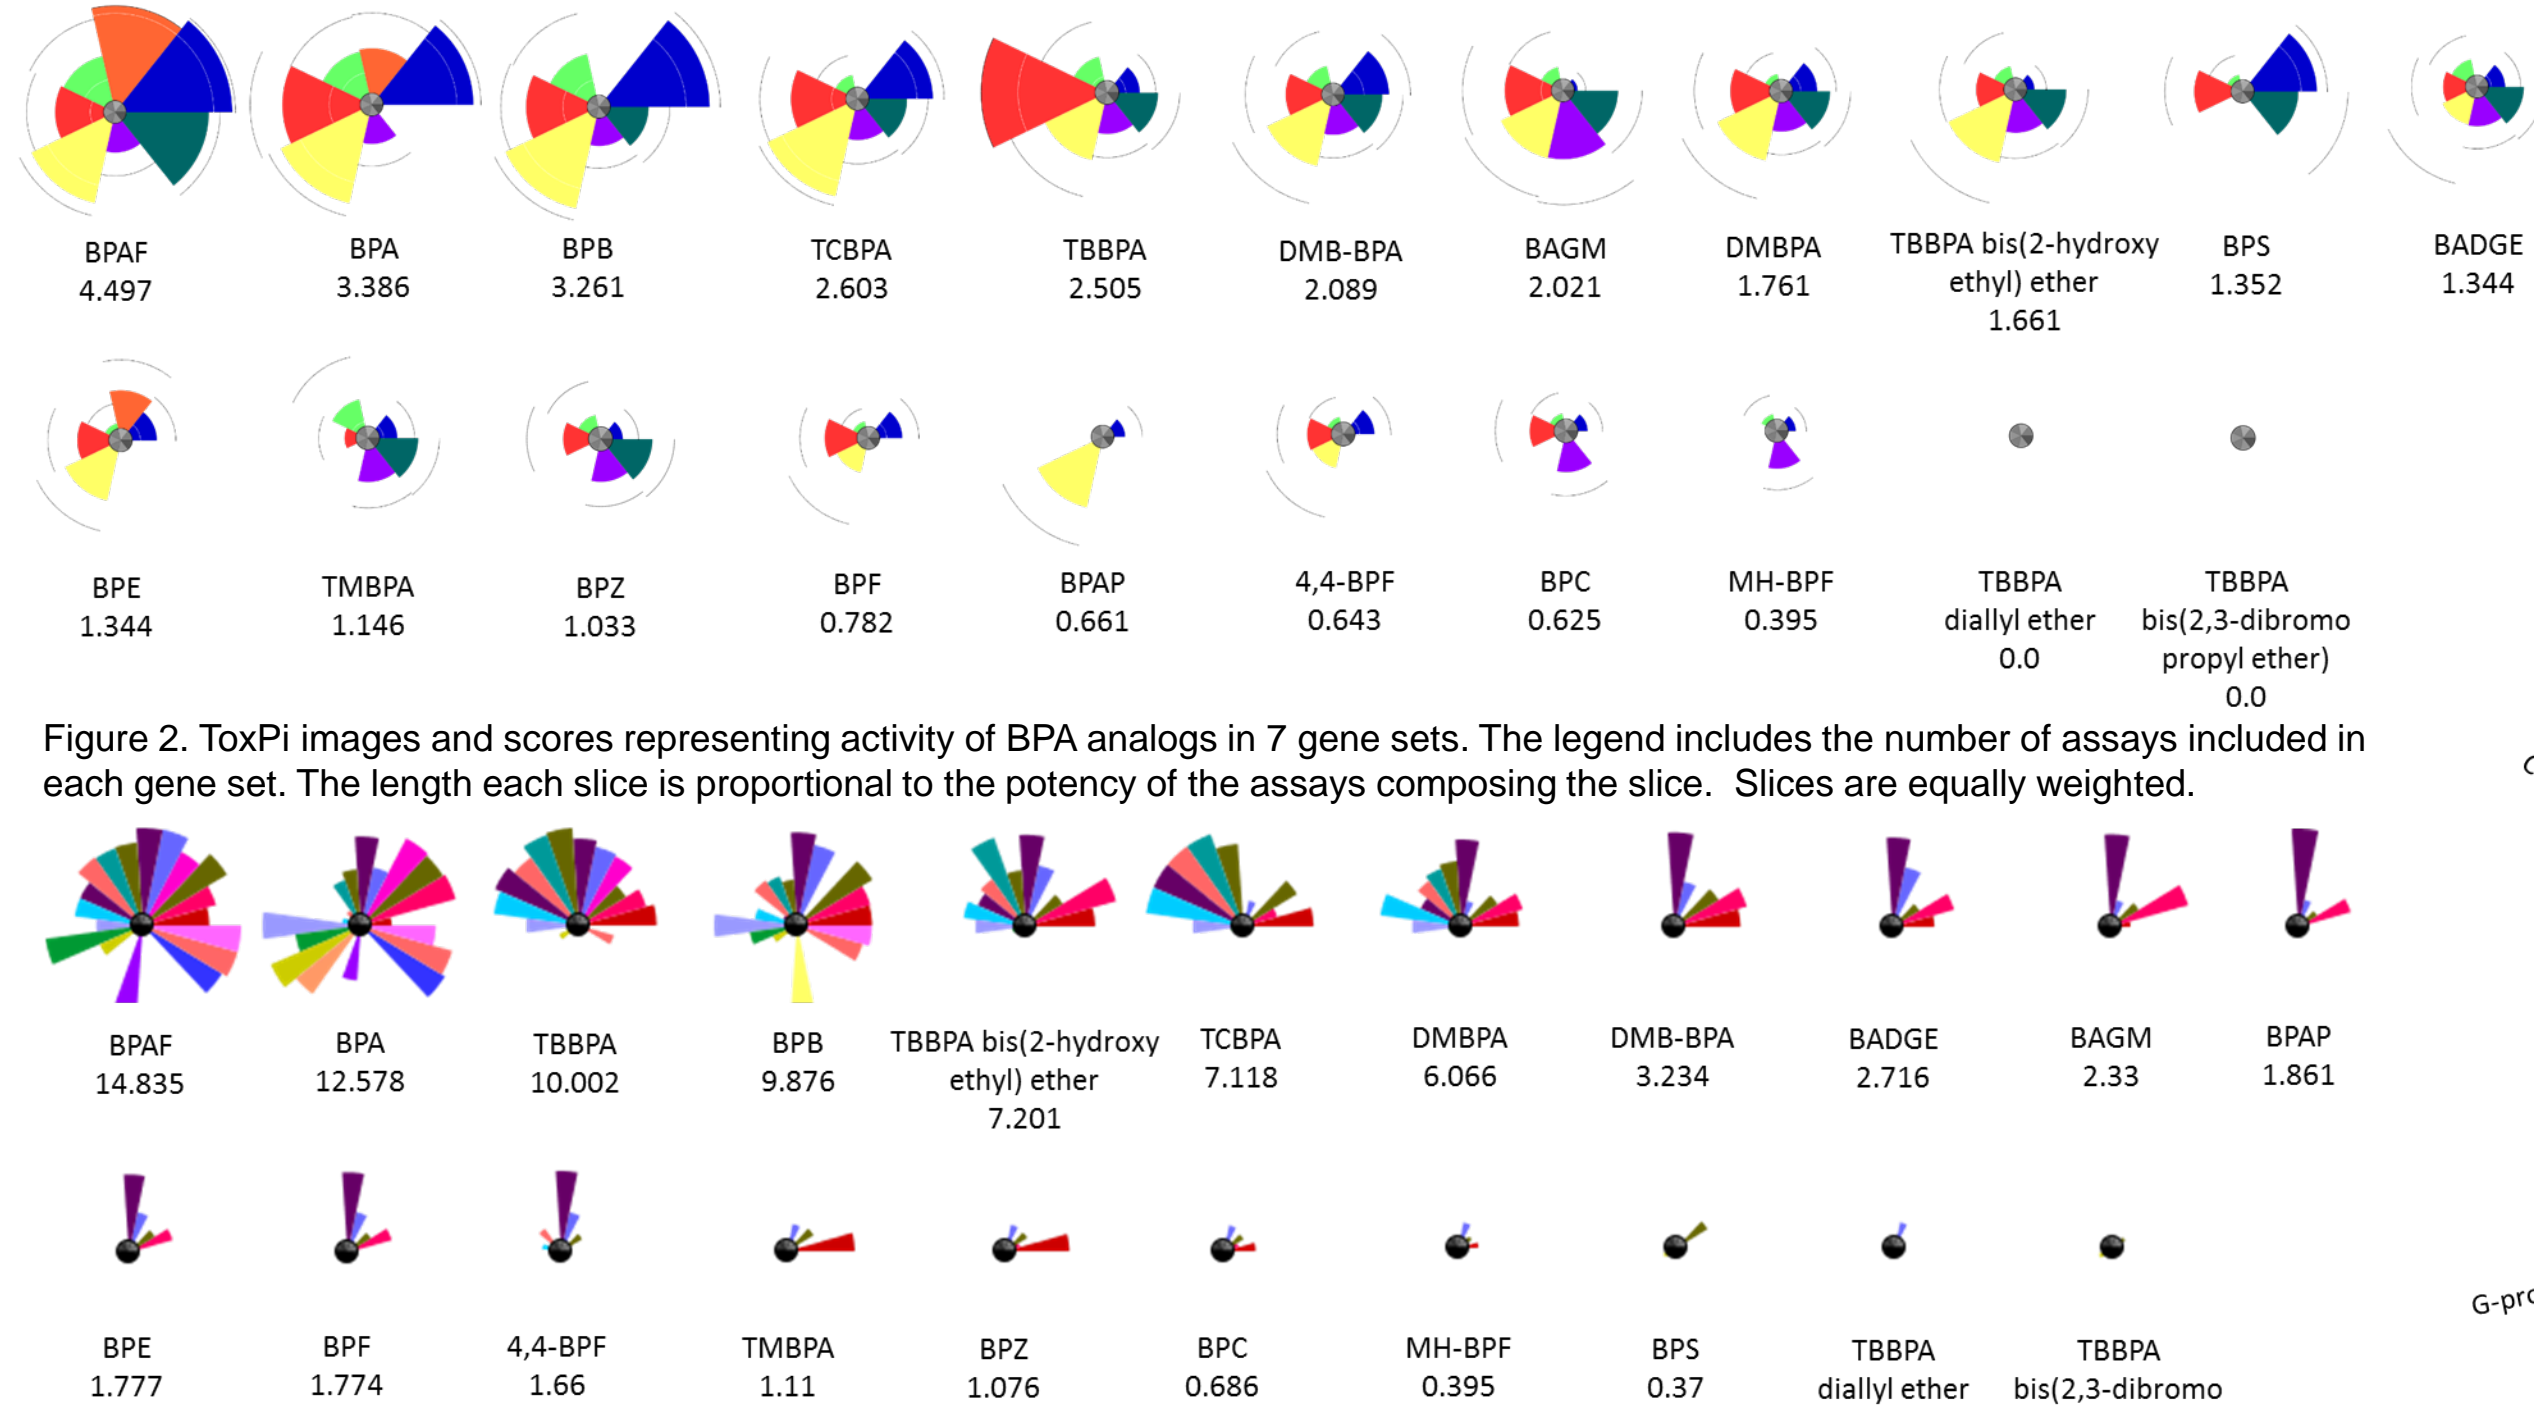 BPAF
4.497
BPA
3.386
BPB
3.261
TCBPA
2.603
TBBPA
2.505
DMB-BPA
2.089
BAGM
2.021
DMBPA
1.761
TBBPA bis(2-hydroxy
ethyl) ether
1.661
BPS
1.352
BADGE
1.344
BPE
1.344
TMBPA
1.146
BPZ
1.033
BPF
0.782
BPAP
0.661
4,4-BPF
0.643
BPC
0.625
MH-BPF
0.395
TBBPA
diallyl ether
0.0
TBBPA
bis(2,3-dibromo
propyl ether)
0.0
Figure 2. ToxPi images and scores representing activity of BPA analogs in 7 gene sets. The legend includes the number of assays included in
each gene set. The length each slice is proportional to the potency of the assays composing the slice.  Slices are equally weighted.
BPAF
14.835
BPA
12.578
TBBPA
10.002
BPB
9.876
TBBPA bis(2-hydroxy
ethyl) ether
7.201
TCBPA
7.118
DMBPA
6.066
DMB-BPA
3.234
BADGE
2.716
BAGM
2.33
BPAP
1.861
G-pro
BPE
1.777
BPF
1.774
4,4-BPF
1.66
TMBPA
1.11
BPZ
1.076
BPC
0.686
MH-BPF
0.395
BPS
0.37
TBBPA
diallyl ether
TBBPA
bis(2,3-dibromo